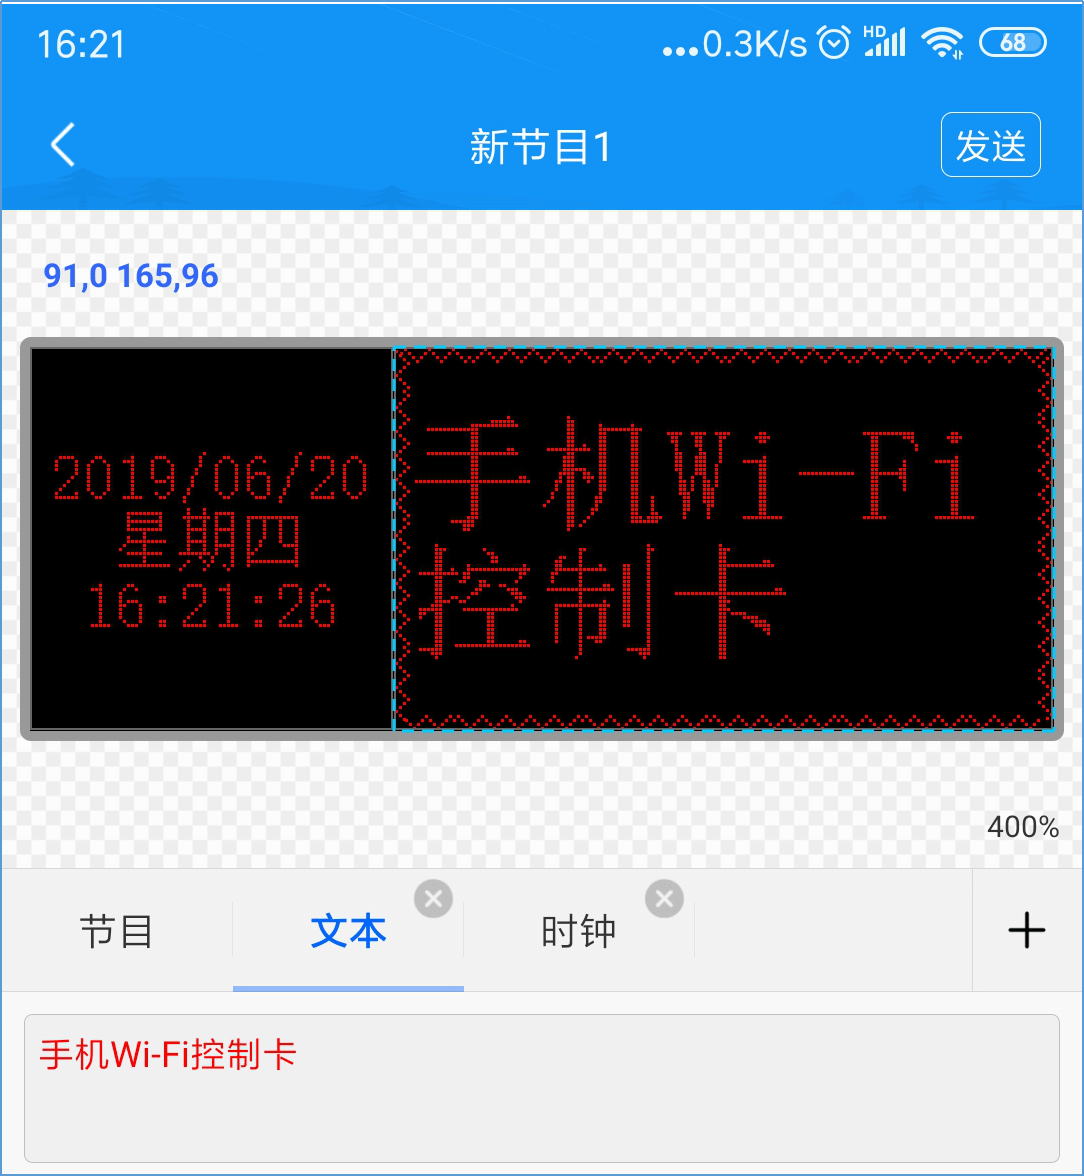 16:21
...0.3K/s HD 68
新节目1
发送
91,0 165,96
2019/06/20
星期四
16:21:26
手机Wi-Fi
控制卡
400%
节目
文本
时钟
+
手机Wi-Fi控制卡